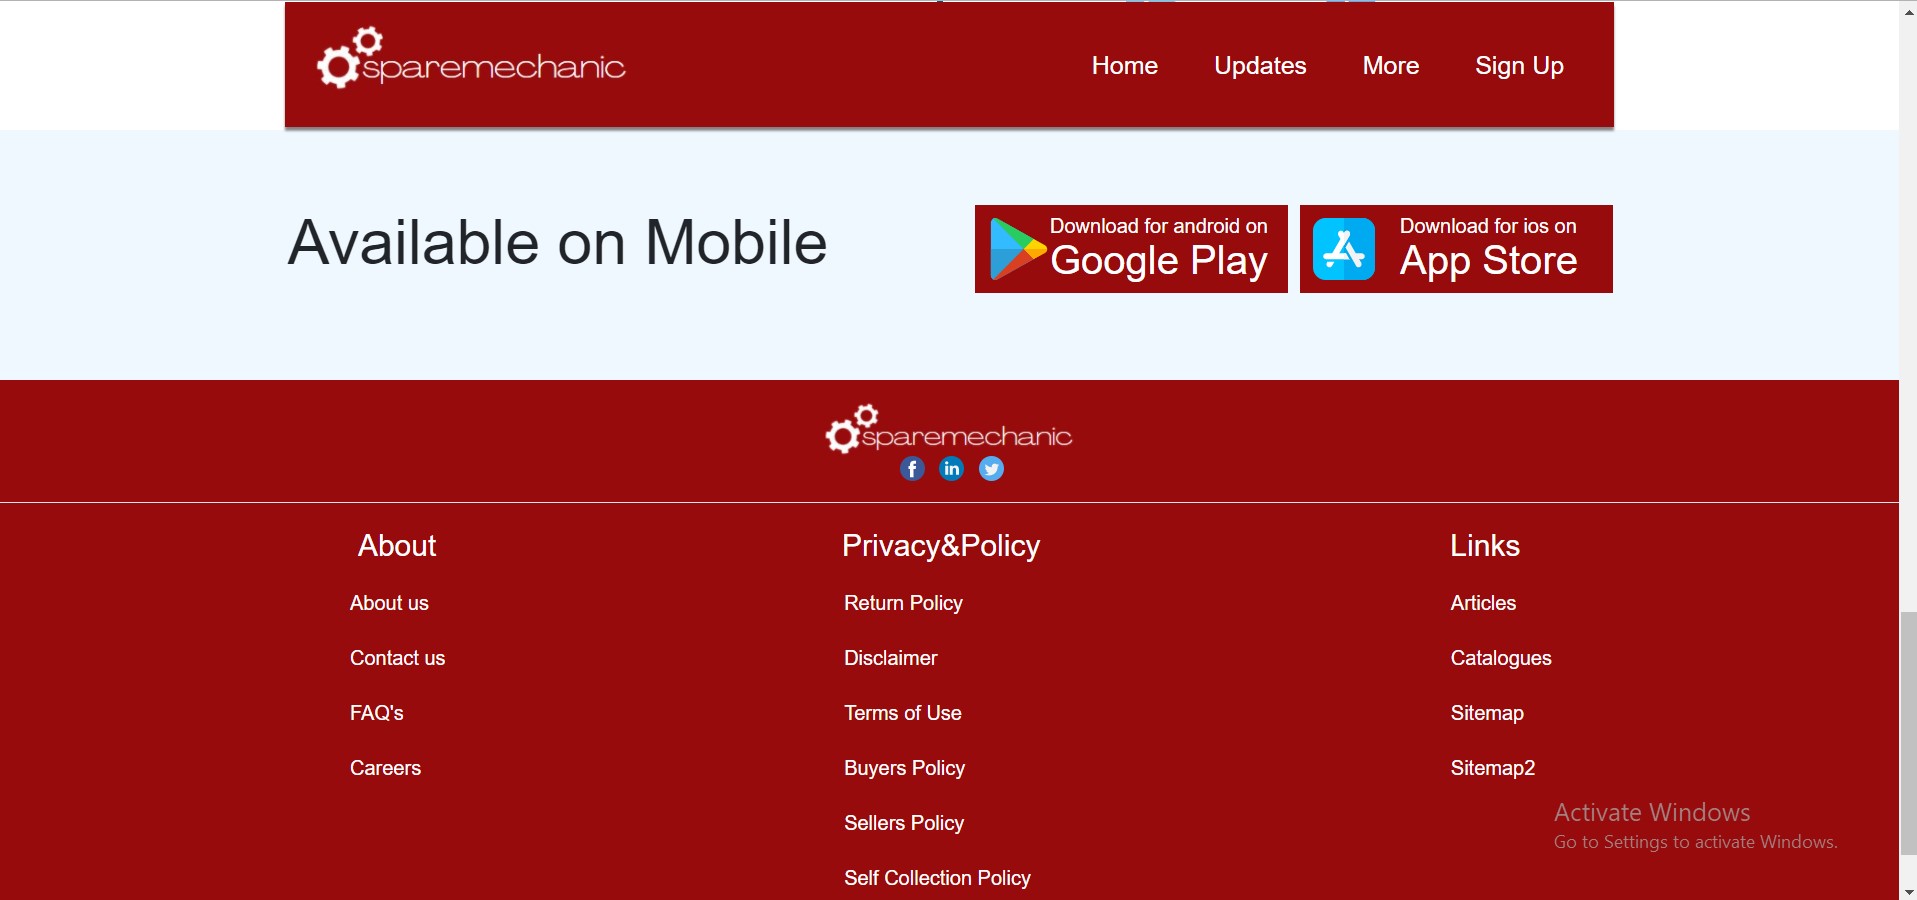 sparemechanic
Home Updates More Sign Up
Available on Mobile
Download for android on
Google Play
Download for ios on
App Store
sparemechanic
About
About us
Contact us
FAQ's
Careers
Privacy&Policy
Return Policy
Disclaimer
Terms of Use
Buyers Policy
Sellers Policy
Self Collection Policy
Links
Articles
Catalogues
Sitemap
Sitemap2
Activate Windows
Go to Settings to activate Windows.